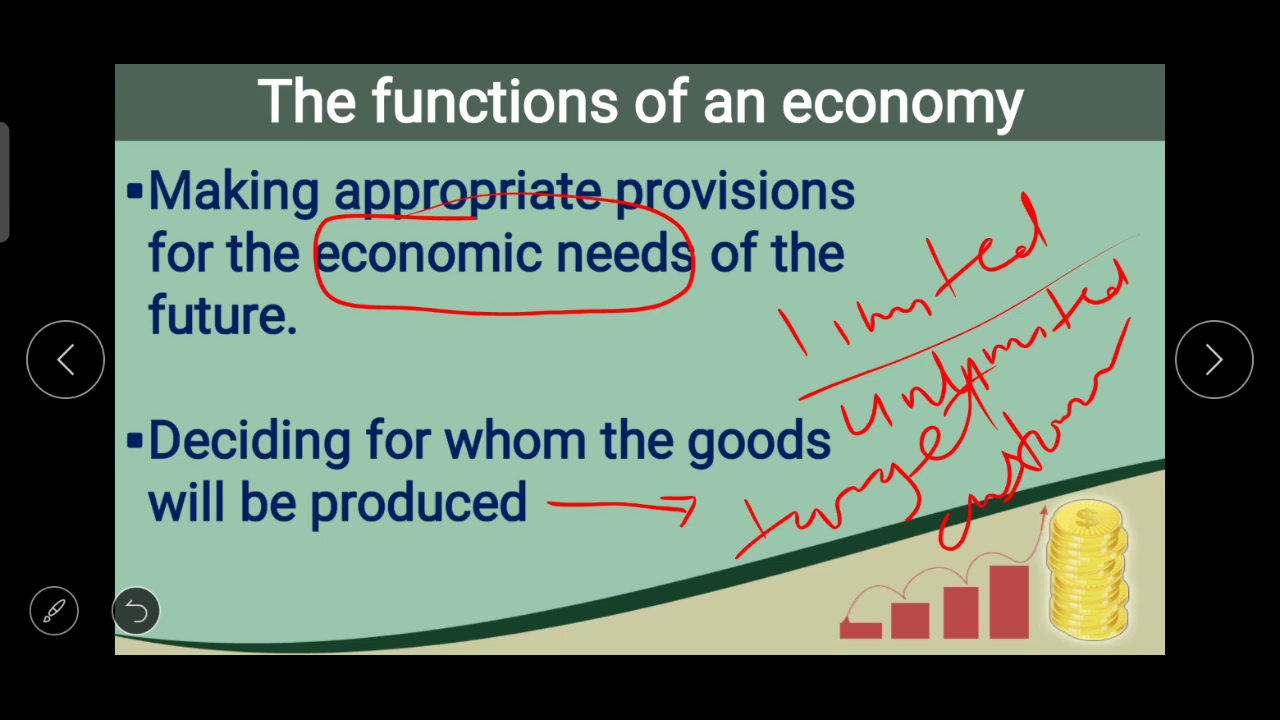 The functions of an economy
▪Making appropriate provisions
for the economic needs of the
future.
limited
unlimited
▪Deciding for whom the goods
will be produced
target
customer
$